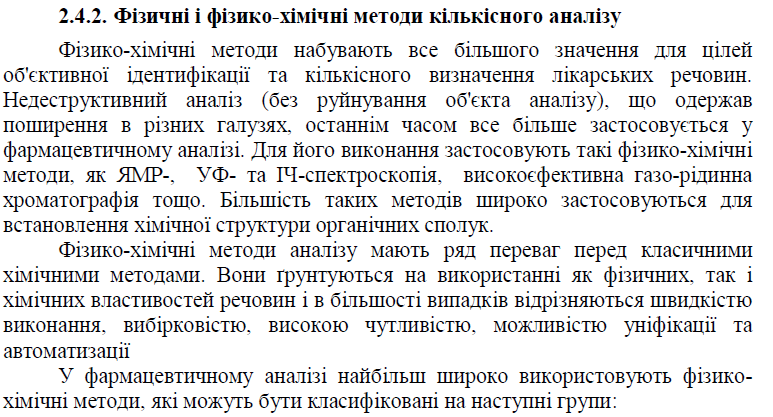 2.4.2. Фізичні і фізико-хімічні методи кількісного аналізу
Фізико-хімічні методи набувають все більшого значення для цілей
об'єктивної ідентифікації та кількісного визначення лікарських речовин.
Недеструктивний аналіз (без руйнування об'єкта аналізу), що одержав
поширення в різних галузях, останнім часом все більше застосовується у
фармацевтичному аналізі. Для його виконання застосовують такі фізико-хімічні
методи, як ЯМР-, УФ- та ІЧ-спектроскопія, високоєфективна газо-рідинна
хроматографія тощо. Більшість таких методів широко застосовуються для
встановлення хімічної структури органічних сполук.
Фізико-хімічні методи аналізу мають ряд переваг перед класичними
хімічними методами. Вони ґрунтуються на використанні як фізичних, так і
хімічних властивостей речовин і в більшості випадків відрізняються швидкістю
виконання, вибірковістю, високою чутливістю, можливістю уніфікації та
автоматизації
У фармацевтичному аналізі найбільш широко використовують фізико-
хімічні методи, які можуть бути класифіковані на наступні групи: